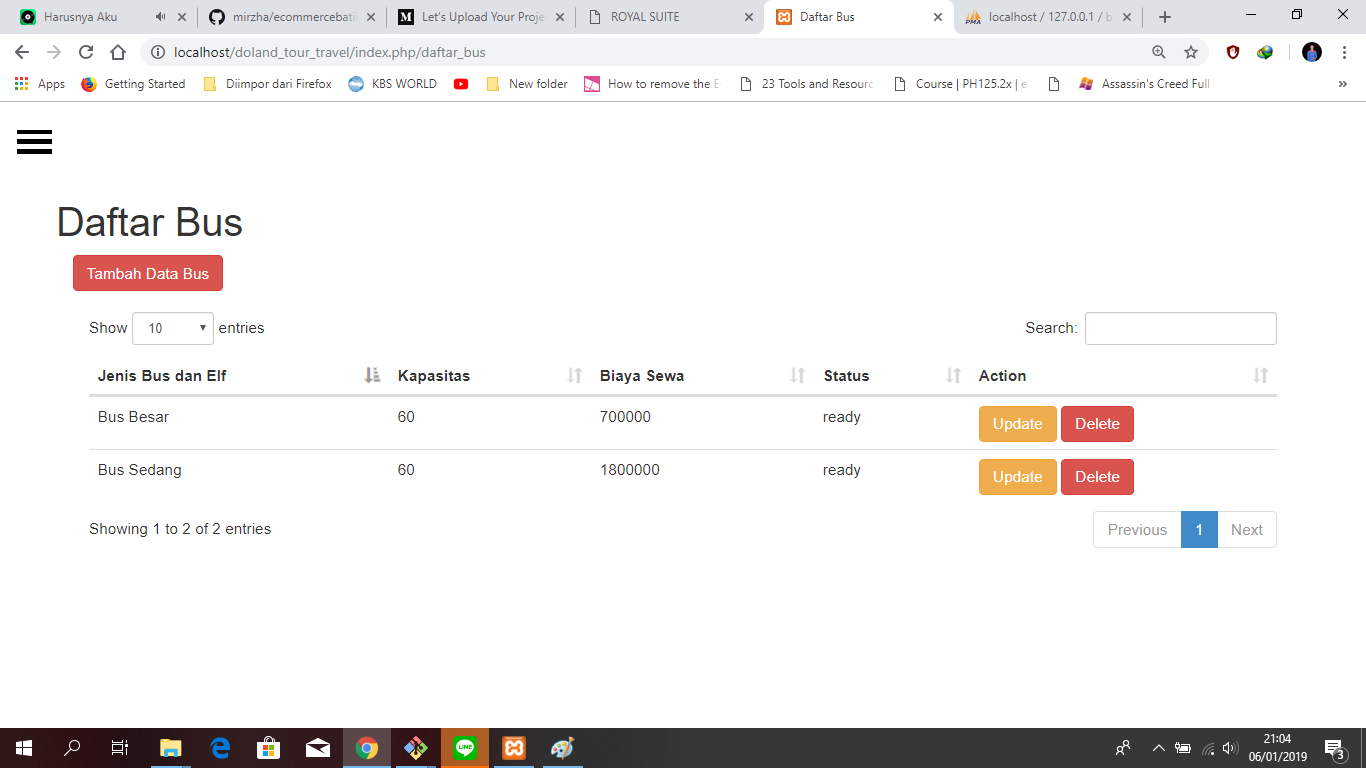 Harusnya Aku
mirzha/ecommercebati
Let's Upload Your Proje
ROYAL SUITE
Daftar Bus
localhost / 127.0.0.1 / b
localhost/doland_tour_travel/index.php/daftar_bus
Apps
Getting Started
Diimpor dari Firefox
KBS WORLD
New folder
How to remove the E
23 Tools and Resourc
Course | PH125.2x | e
Assassin's Creed Full
»
Daftar Bus
Tambah Data Bus
Show 10 entries
Search:
Jenis Bus dan Elf Kapasitas Biaya Sewa Status Action
Bus Besar 60 700000 ready Update Delete
Bus Sedang 60 1800000 ready Update Delete
Showing 1 to 2 of 2 entries
Previous 1 Next
LINE
21:04
06/01/2019
3